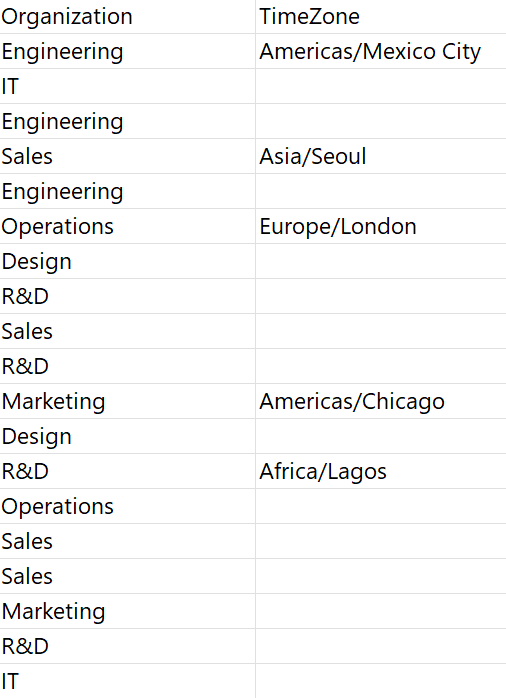 Organization TimeZone
Engineering Americas/Mexico City
IT
Engineering
Sales Asia/Seoul
Engineering
Operations Europe/London
Design
R&D
Sales
R&D
Marketing Americas/Chicago
Design
R&D Africa/Lagos
Operations
Sales
Sales
Marketing
R&D
IT